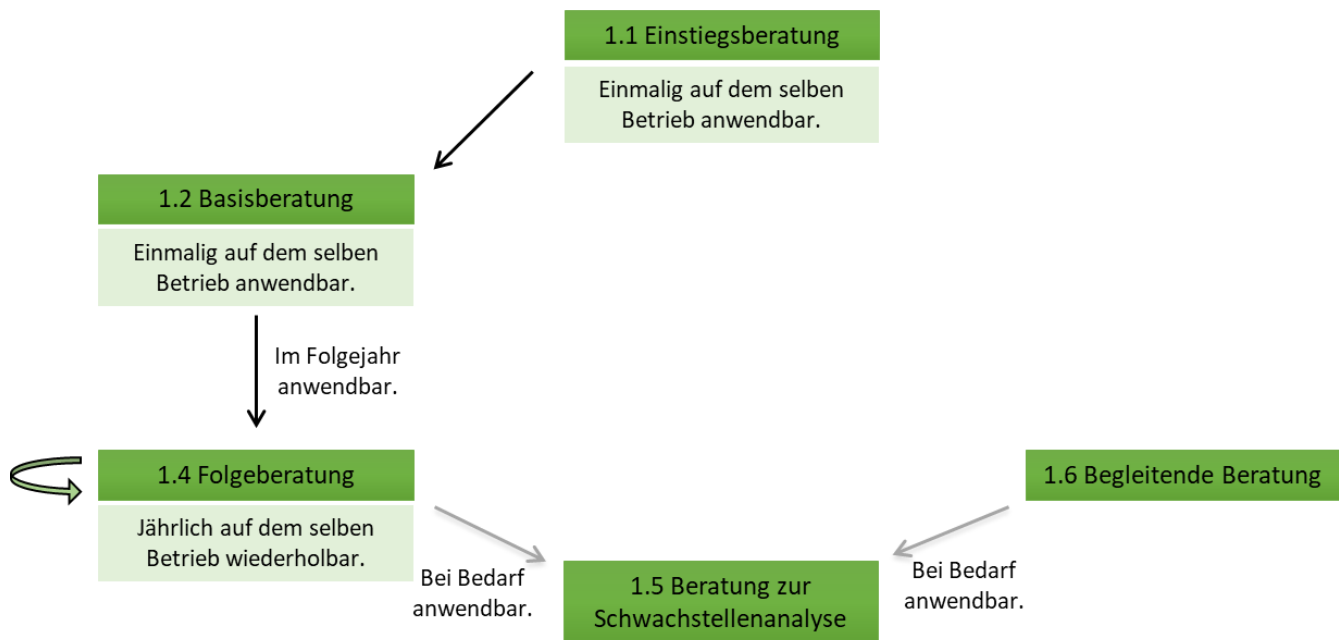 1.1 Einstiegsberatung
Einmalig auf dem selben
Betrieb anwendbar.
1.2 Basisberatung
Einmalig auf dem selben
Betrieb anwendbar.
Im Folgejahr
anwendbar.
1.4 Folgeberatung
Jährlich auf dem selben
Betrieb wiederholbar.
1.6 Begleitende Beratung
Bei Bedarf
anwendbar.
1.5 Beratung zur
Schwachstellenanalyse
Bei Bedarf
anwendbar.